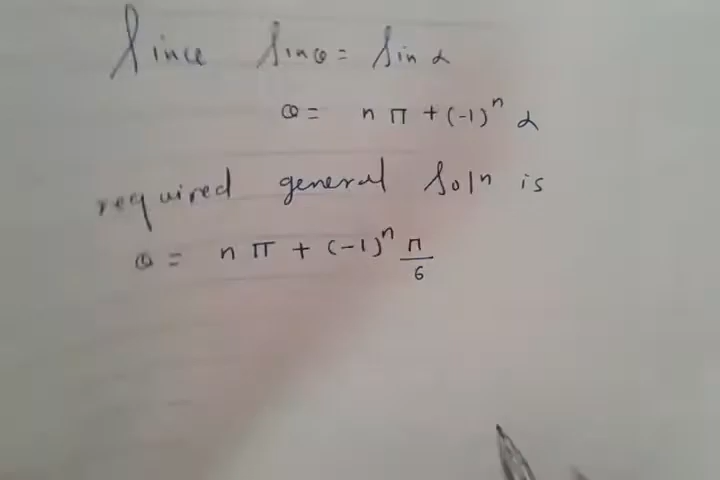 Since Sinθ = Sin α
θ = nπ + (-1)ⁿ α
required general Solⁿ is
θ = nπ + (-1)ⁿ π/6